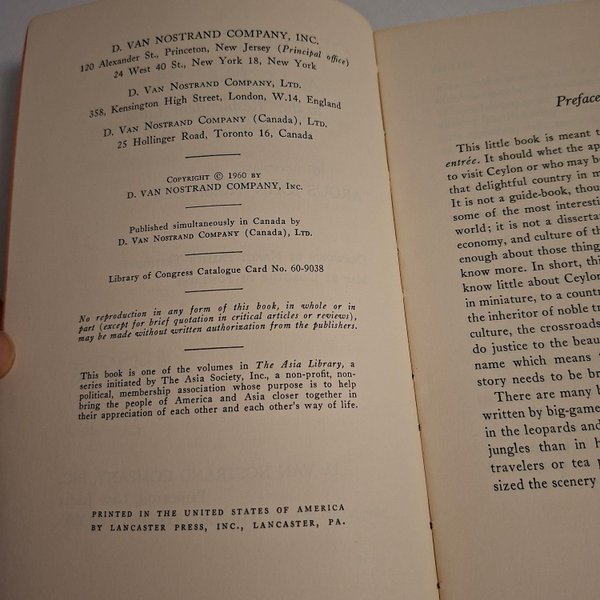 D. VAN NOSTRAND COMPANY, INC.
120 Alexander St., Princeton, New Jersey (Principal office)
24 West 40 St., New York 18, New York
D. VAN NOSTRAND COMPANY, LTD.
358, Kensington High Street, London, W.14, England
D. VAN NOSTRAND COMPANY (Canada), LTD.
25 Hollinger Road, Toronto 16, Canada
COPYRIGHT © 1960 BY
D. VAN NOSTRAND COMPANY, INC.
Published simultaneously in Canada by
D. VAN NOSTRAND COMPANY (Canada), LTD.
Library of Congress Catalogue Card No. 60-9038
No reproduction in any form of this book, in whole or in
part (except for brief quotation in critical articles or reviews),
may be made without written authorization from the publishers.
This book is one of the volumes in The Asia Library, a
series initiated by The Asia Society, Inc., a non-profit, non-
political, membership association whose purpose is to help
bring the people of America and Asia closer together in
their appreciation of each other and each other's way of life.
PRINTED IN THE UNITED STATES OF AMERICA
BY LANCASTER PRESS, INC., LANCASTER, PA.
Preface
This little book is meant
entrée. It should whet the
to visit Ceylon or who may
that delightful country in
It is not a guide-book,
some of the most
world; it is not a
economy, and culture of
enough about those
know more. In short,
know little about Ceylon
in miniature, to a
the inheritor of noble
culture, the crossroads
do justice to the
name which means
story needs to be
There are many
written by big-game
in the leopards and
jungles than in
travelers or tea
sized the scenery